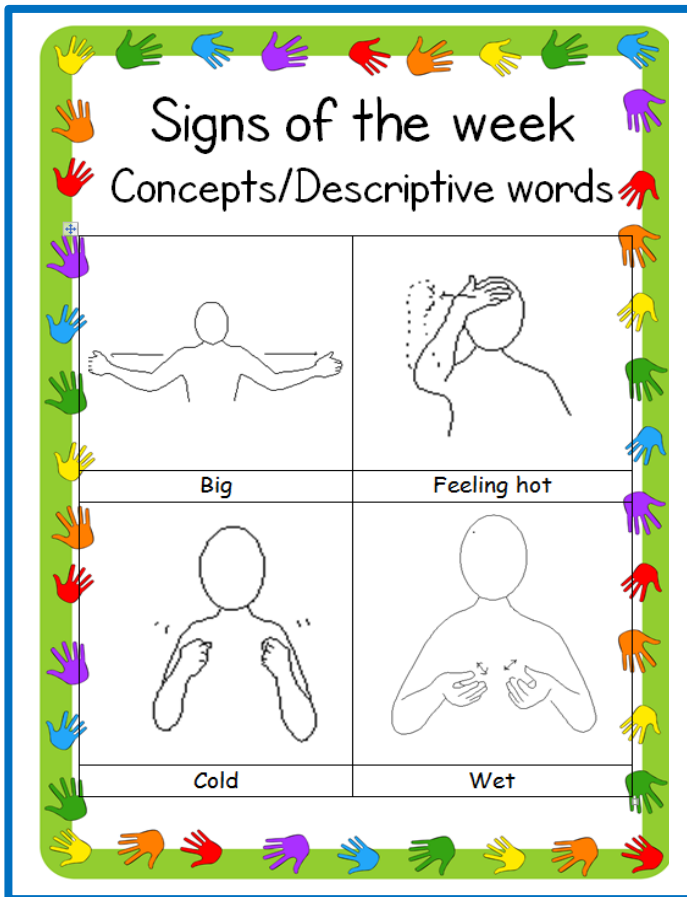 Signs of the week
Concepts/Descriptive words
Big
Feeling hot
Cold
Wet